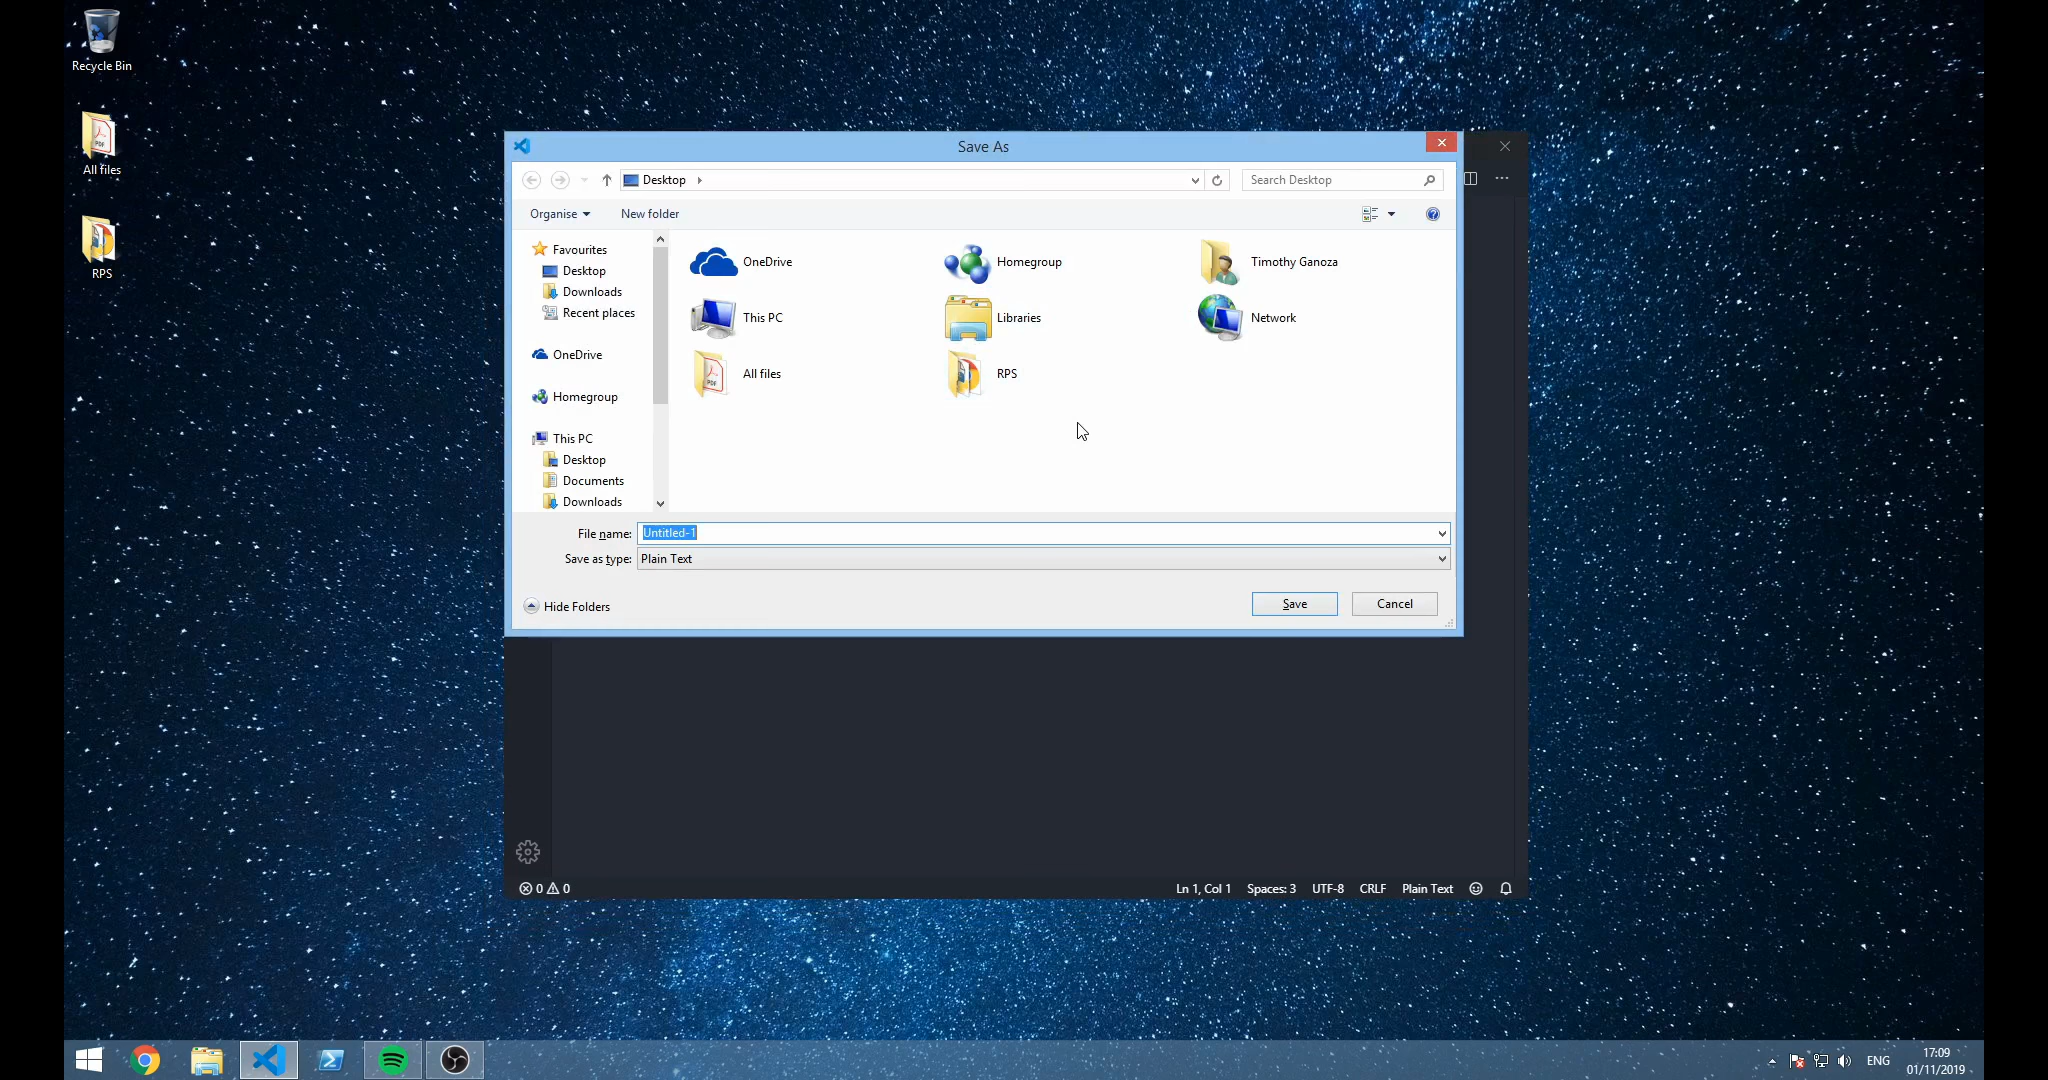 Recycle Bin
All files
RPS
Save As
Desktop
Search Desktop
Organise
New folder
Favourites
Desktop
Downloads
Recent places
OneDrive
Homegroup
This PC
Desktop
Documents
Downloads
OneDrive
Homegroup
Timothy Ganoza
This PC
Libraries
Network
PDF
All files
RPS
File name: Untitled-1
Save as type: Plain Text
Hide Folders
Save
Cancel
0 0
Ln 1, Col 1
Spaces: 3
UTF-8
CRLF
Plain Text
ENG
17:09
01/11/2019